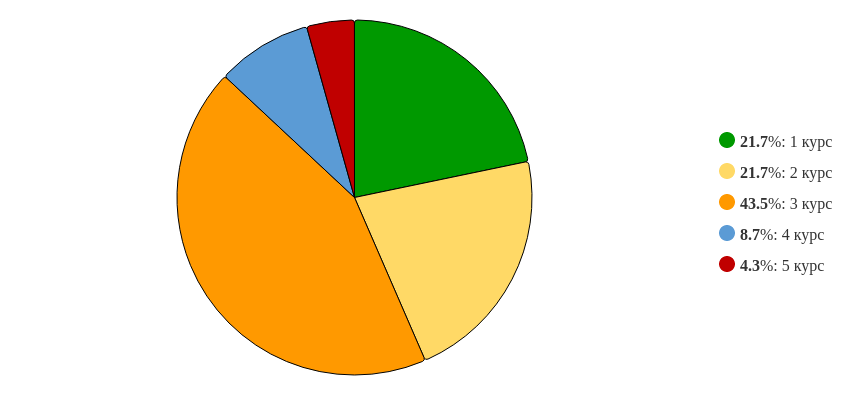 21.7%: 1 курс
21.7%: 2 курс
43.5%: 3 курс
8.7%: 4 курс
4.3%: 5 курс